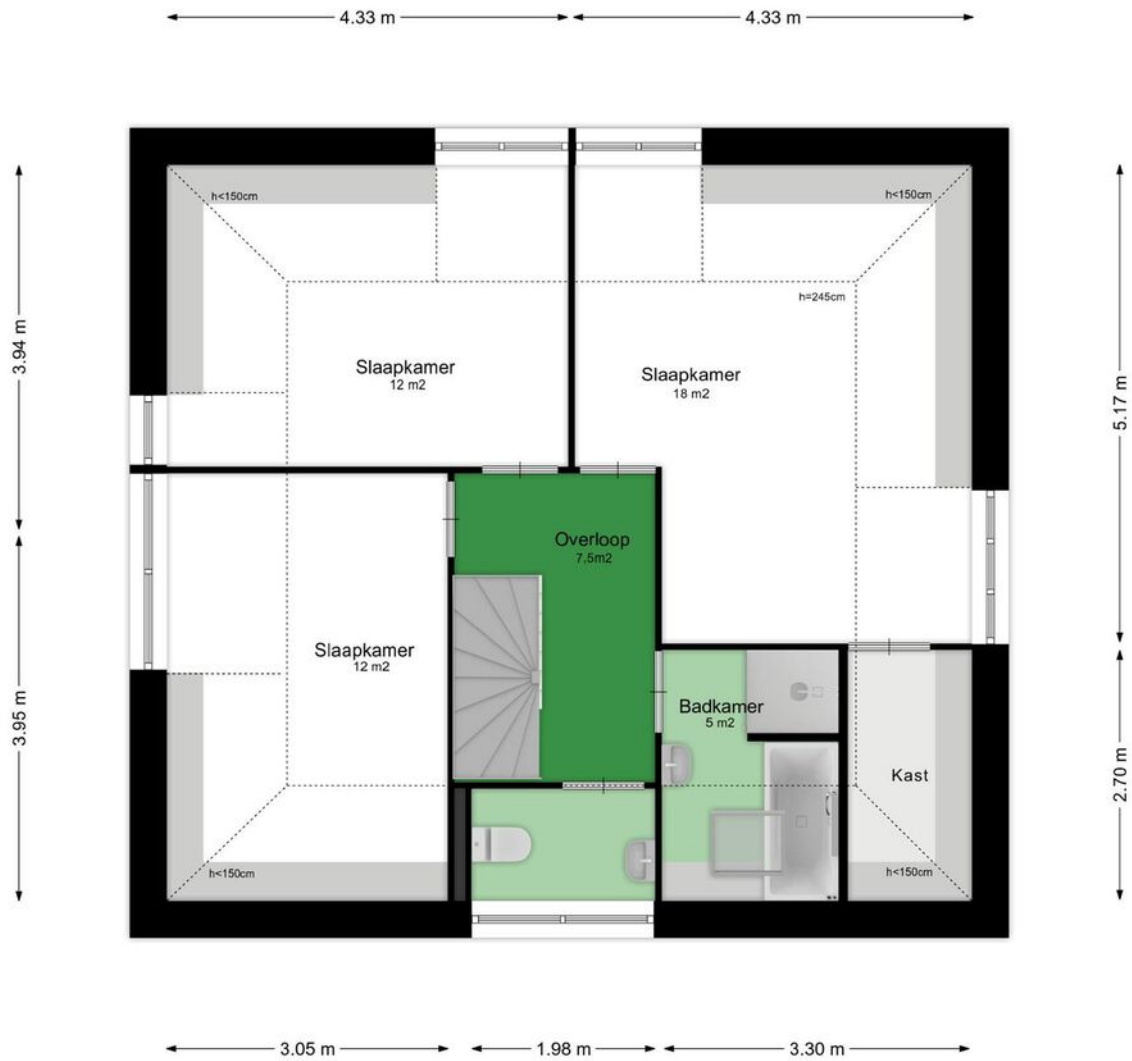 4.33 m
4.33 m
h<150cm
h<150cm
h=245cm
3.94 m
Slaapkamer
12 m2
Slaapkamer
18 m2
5.17 m
Overloop
7,5m2
Slaapkamer
12 m2
3.95 m
Badkamer
5 m2
Kast
2.70 m
h<150cm
h<150cm
3.05 m
1.98 m
3.30 m